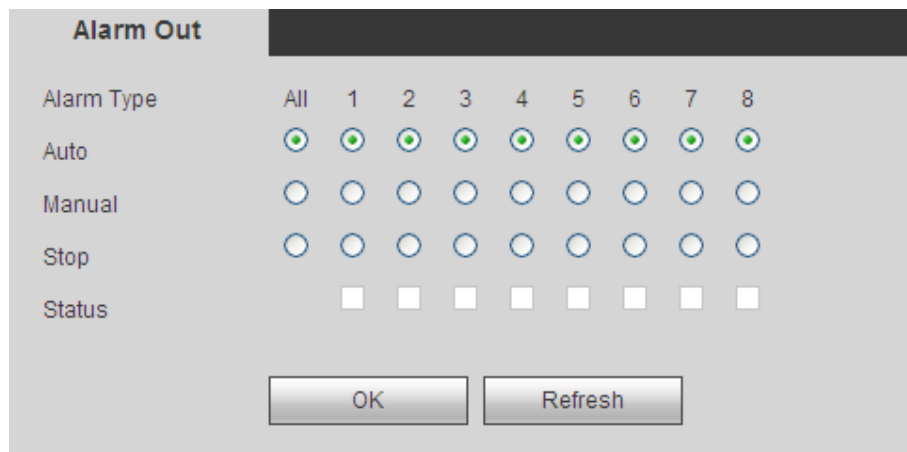 Alarm Out
Alarm Type All 1 2 3 4 5 6 7 8
Auto
Manual
Stop
Status
OK Refresh